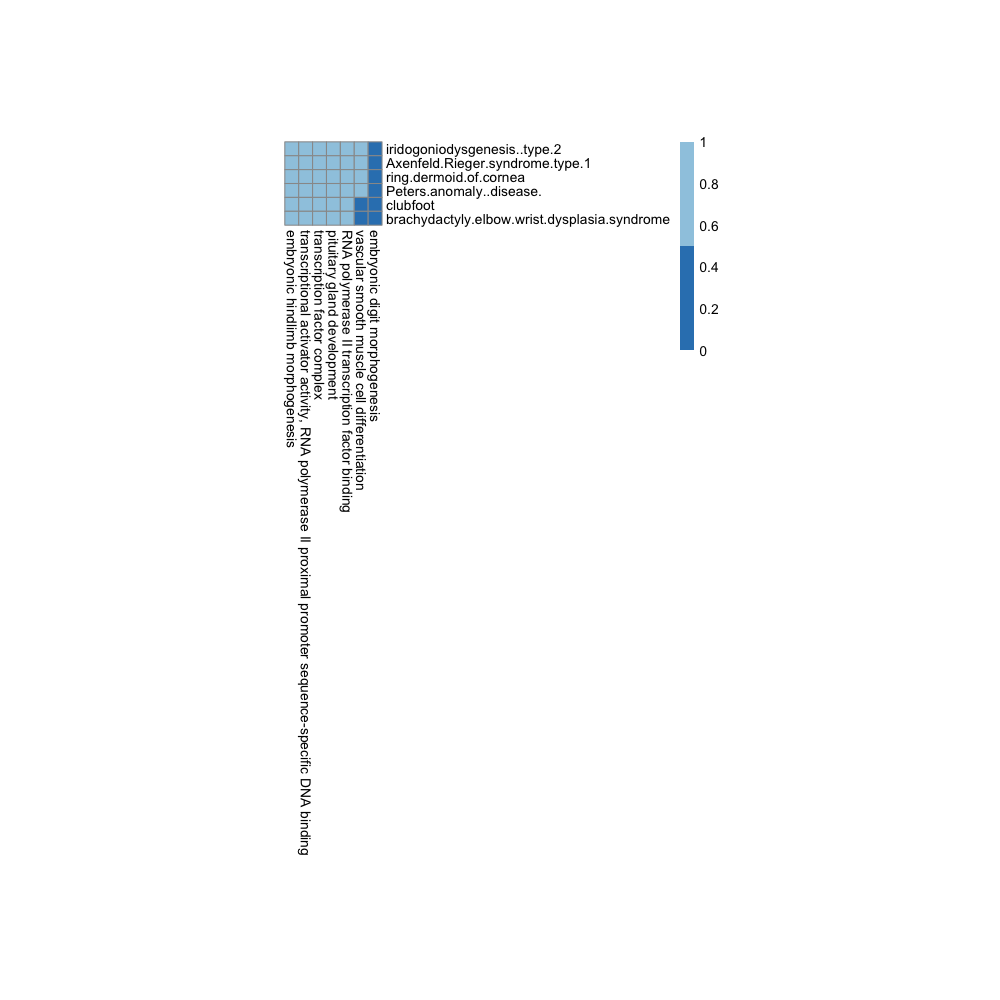 iridogoniodysgenesis..type.2
Axenfeld.Rieger.syndrome.type.1
ring.dermoid.of.cornea
Peters.anomaly..disease.
clubfoot
brachydactyly.elbow.wrist.dysplasia.syndrome
1
0.8
0.6
0.4
0.2
0
embryonic hindlimb morphogenesis
transcriptional activator activity, RNA polymerase II proximal promoter sequence-specific DNA binding
transcription factor complex
pituitary gland development
RNA polymerase II transcription factor binding
vascular smooth muscle cell differentiation
embryonic digit morphogenesis